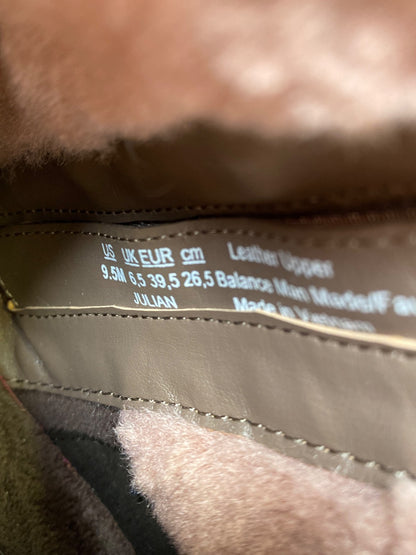 US UK EUR cm Leather Upper
9.5M 6,5 39,5 26,5 Balance Man Made/Fa
JULIAN Made in Vietnam